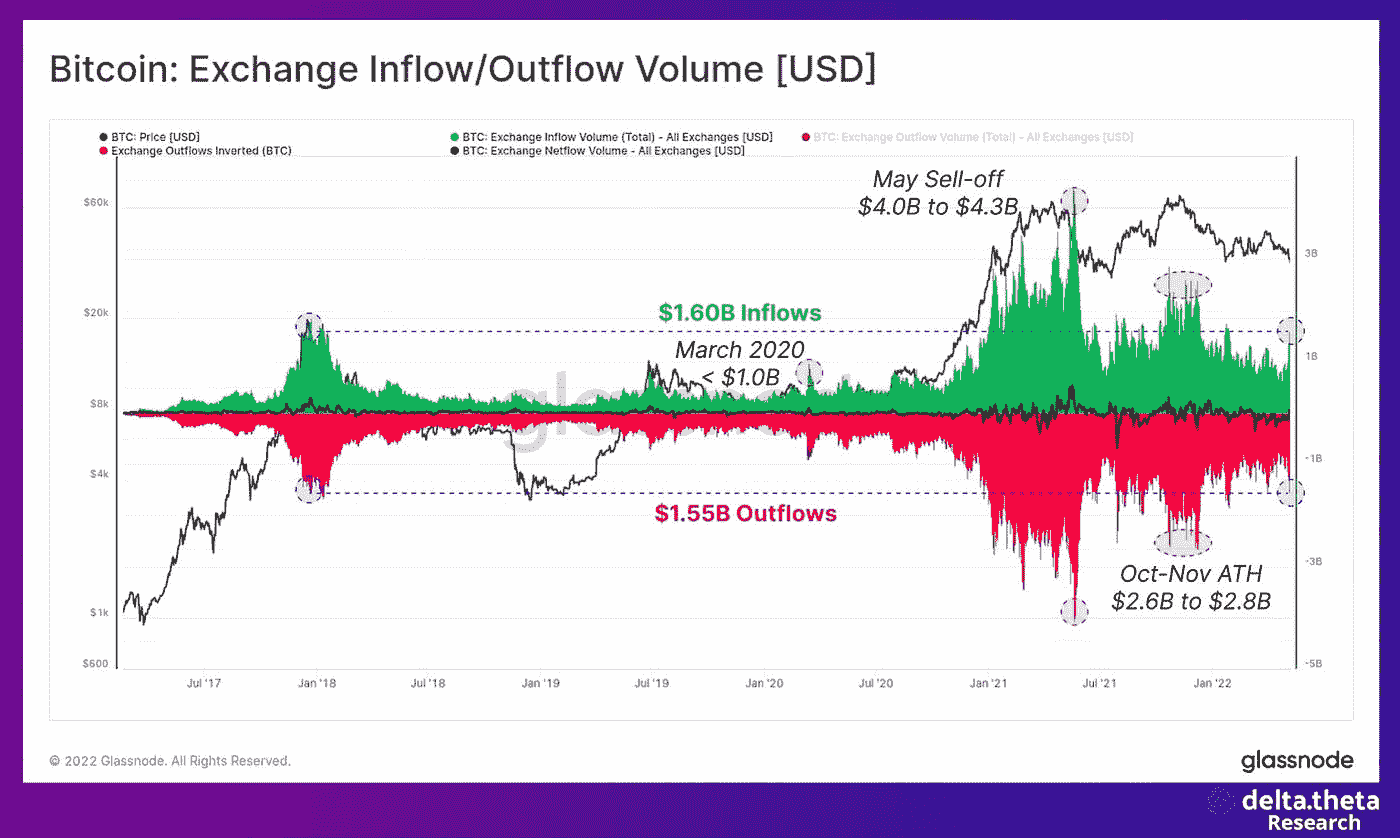 Bitcoin: Exchange Inflow/Outflow Volume [USD]
BTC: Price [USD]
BTC: Exchange Inflow Volume (Total) - All Exchanges [USD]
BTC: Exchange Outflow Volume (Total) - All Exchanges [USD]
Exchange Outflows Inverted (BTC)
BTC: Exchange Netflow Volume - All Exchanges [USD]
May Sell-off
$4.0B to $4.3B
$60k
3B
$20k
$1.60B Inflows
March 2020
< $1.0B
1B
glassnode
$8k
-1B
$4k
$1.55B Outflows
-3B
Oct-Nov ATH
$2.6B to $2.8B
$1k
$600
-5B
Jul '17
Jan '18
Jul '18
Jan '19
Jul '19
Jan '20
Jul '20
Jan '21
Jul '21
Jan '22
© 2022 Glassnode. All Rights Reserved.
glassnode
delta.theta
Research